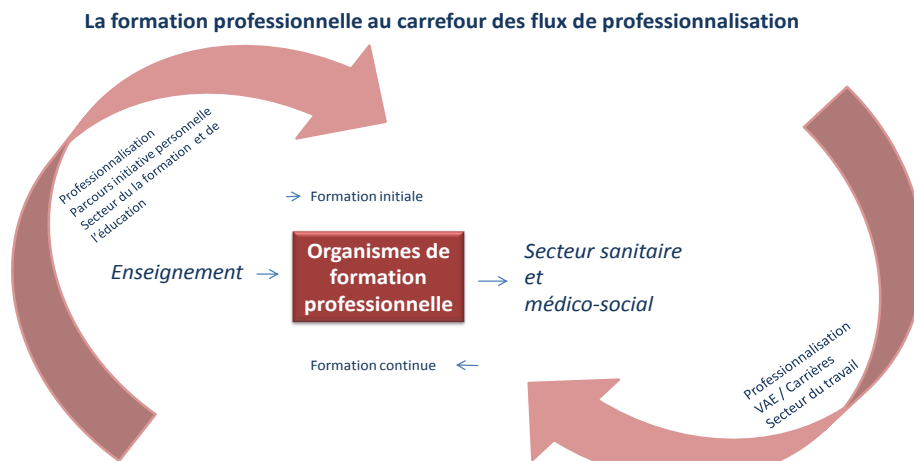 La formation professionnelle au carrefour des flux de professionnalisation
Professionnalisation
Parcours initiative personnelle
Secteur du la formation et de
l'éducation
Formation initiale
Enseignement
Organismes de
formation
professionnelle
Secteur sanitaire
et
médico-social
Formation continue
Professionnalisation
VAE / Carrières
Secteur du travail